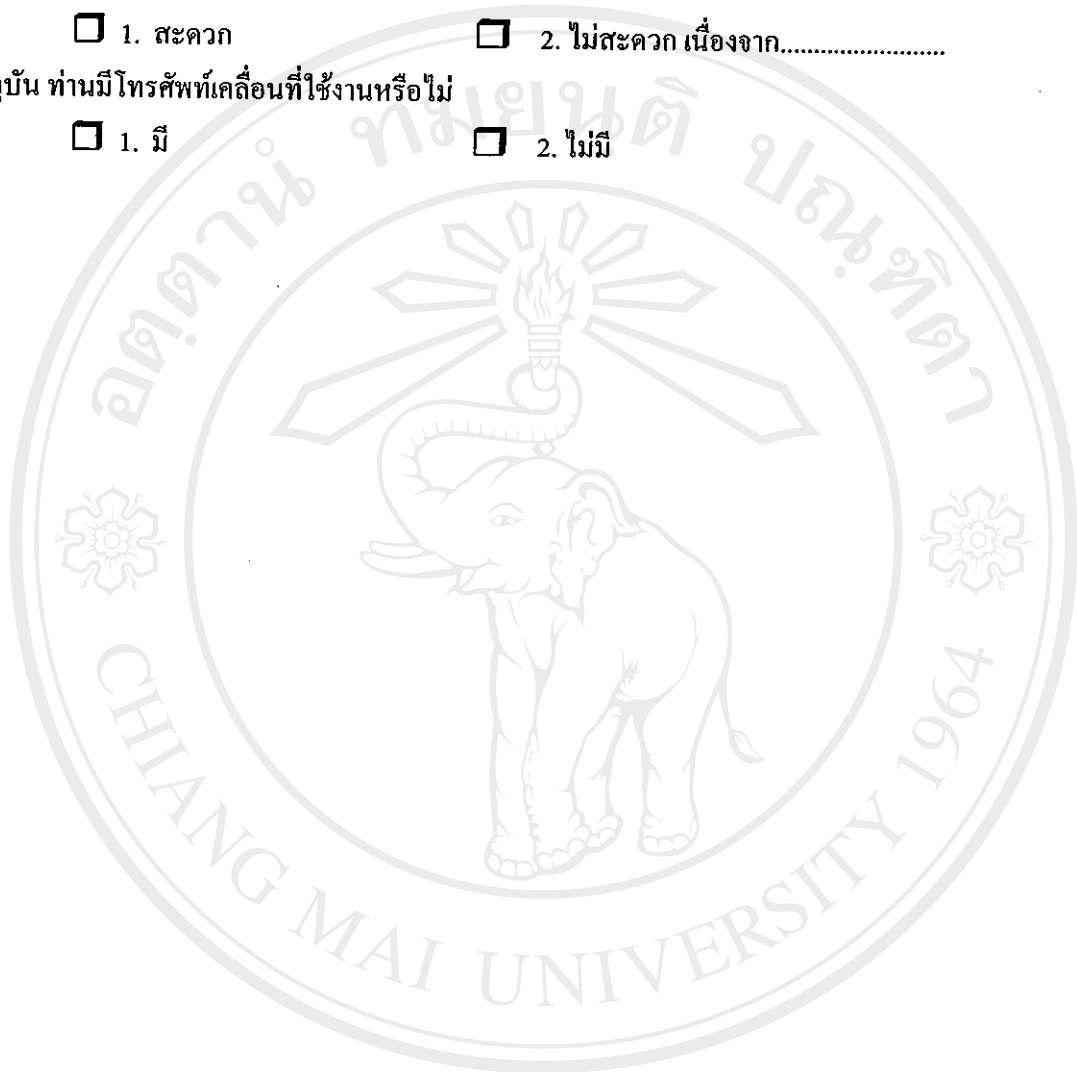 ☐ 1. สะดวก ☐ 2. ไม่สะดวก เนื่องจาก.........................
ท่านมีโทรศัพท์เคลื่อนที่ใช้งานหรือไม่
☐ 1. มี ☐ 2. ไม่มี
CHIANG MAI UNIVERSITY 1964